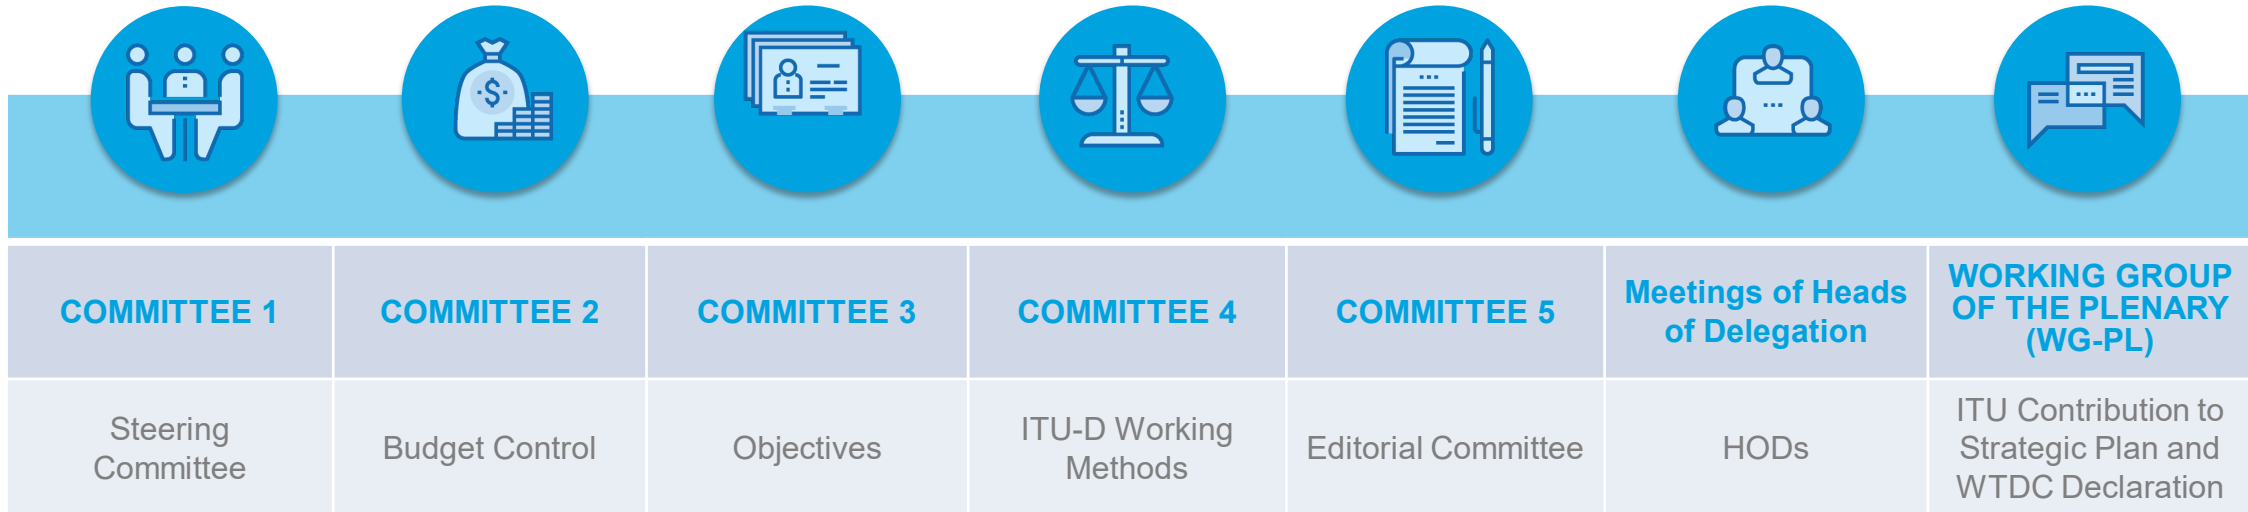 COMMITTEE 1
COMMITTEE 2
COMMITTEE 3
COMMITTEE 4
COMMITTEE 5
Meetings of Heads
of Delegation
WORKING GROUP
OF THE PLENARY
(WG-PL)
Steering
Committee
Budget Control
Objectives
ITU-D Working
Methods
Editorial Committee
HODs
ITU Contribution to
Strategic Plan and
WTDC Declaration